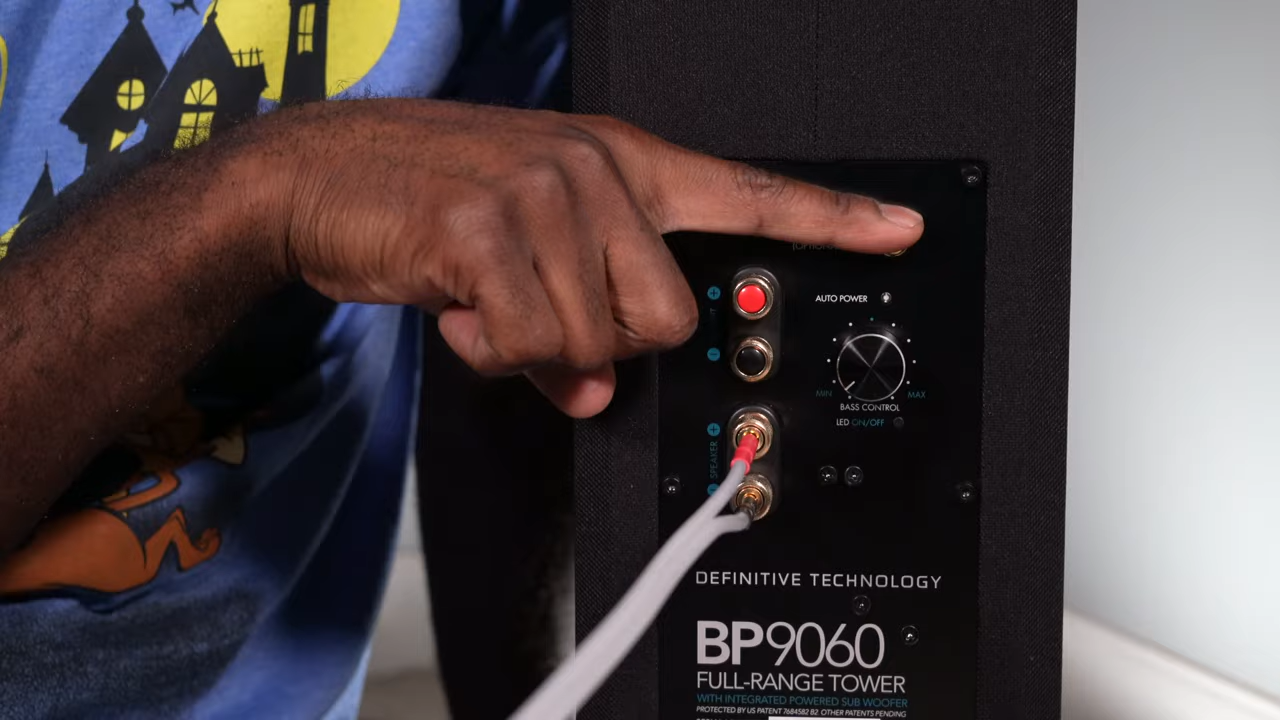 AUTO POWER
MIN
MAX
BASS CONTROL
LED ON/OFF
SPEAKER
DEFINITIVE TECHNOLOGY
BP9060
FULL-RANGE TOWER
WITH INTEGRATED POWERED SUB WOOFER
PROTECTED BY US PATENT 7684582 B2. OTHER PATENTS PENDING